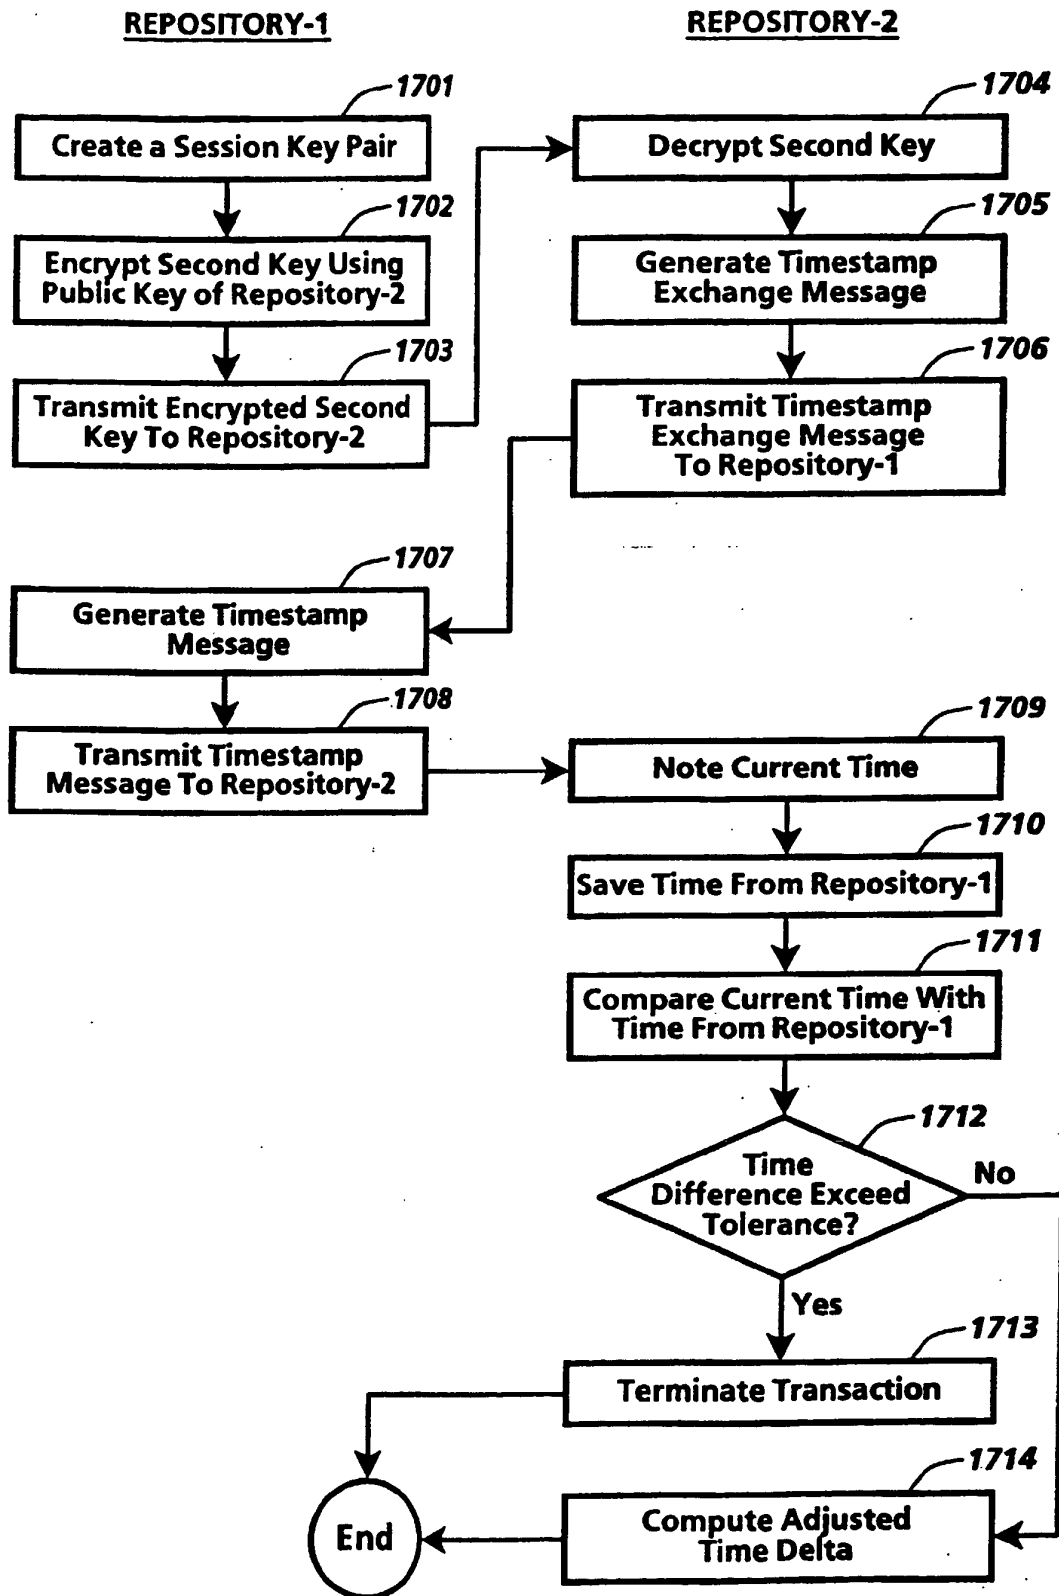 REPOSITORY-1
REPOSITORY-2
1701
Create a Session Key Pair
1702
Encrypt Second Key Using
Public Key of Repository-2
1703
Transmit Encrypted Second
Key To Repository-2
1704
Decrypt Second Key
1705
Generate Timestamp
Exchange Message
1706
Transmit Timestamp
Exchange Message
To Repository-1
1707
Generate Timestamp
Message
1708
Transmit Timestamp
Message To Repository-2
1709
Note Current Time
1710
Save Time From Repository-1
1711
Compare Current Time With
Time From Repository-1
1712
Time
Difference Exceed
Tolerance?
No
Yes
1713
Terminate Transaction
1714
Compute Adjusted
Time Delta
End